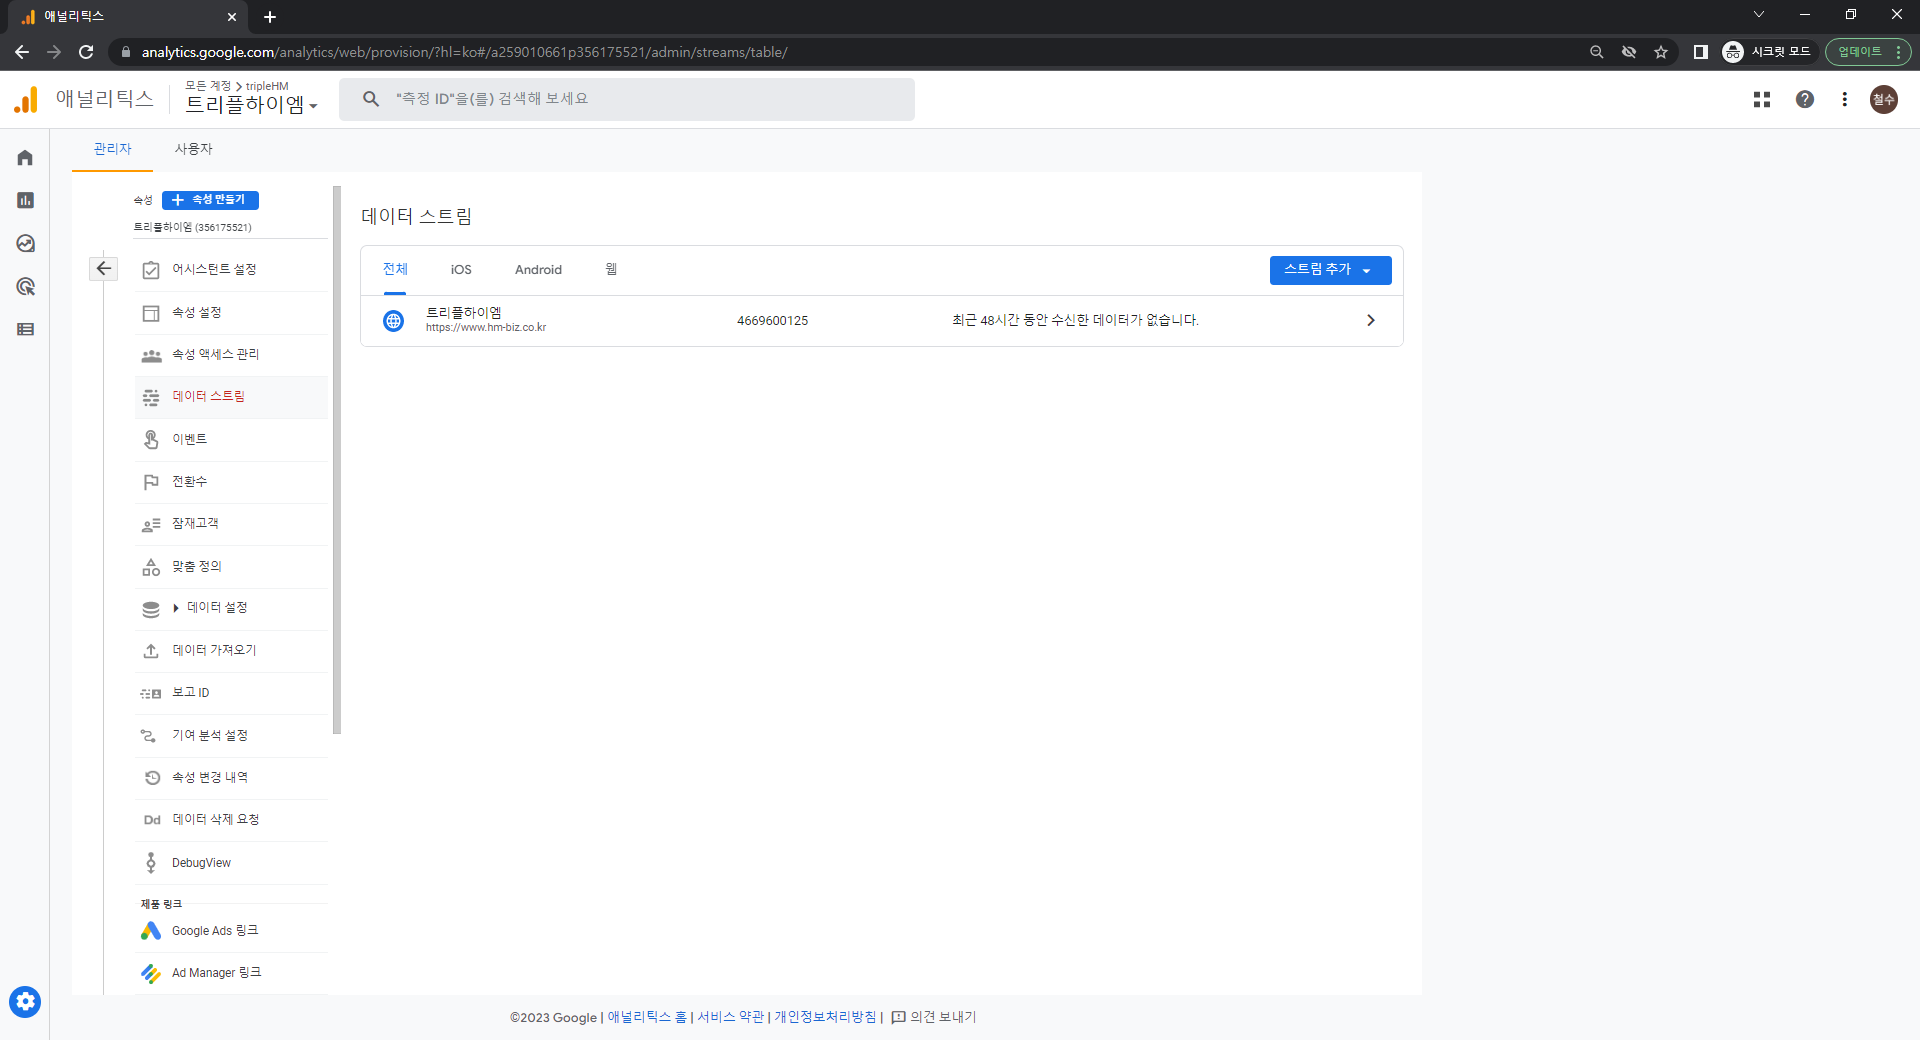 애널리틱스
analytics.google.com/analytics/web/provision/?hl=ko#/a259010661p356175521/admin/streams/table/
시크릿 모드
업데이트
애널리틱스
모든 계정 > tripleHM
트리플하이엠
"측정 ID"을(를) 검색해 보세요
철수
관리자
사용자
속성
+ 속성 만들기
트리플하이엠 (356175521)
어시스턴트 설정
속성 설정
속성 액세스 관리
데이터 스트림
이벤트
전환수
잠재고객
맞춤 정의
데이터 설정
데이터 가져오기
보고 ID
기여 분석 설정
속성 변경 내역
Dd 데이터 삭제 요청
DebugView
제품 링크
Google Ads 링크
Ad Manager 링크
데이터 스트림
전체
iOS
Android
웹
스트림 추가
트리플하이엠
https://www.hm-biz.co.kr
4669600125
최근 48시간 동안 수신한 데이터가 없습니다.
©2023 Google | 애널리틱스 홈 | 서비스 약관 | 개인정보처리방침 | 의견 보내기